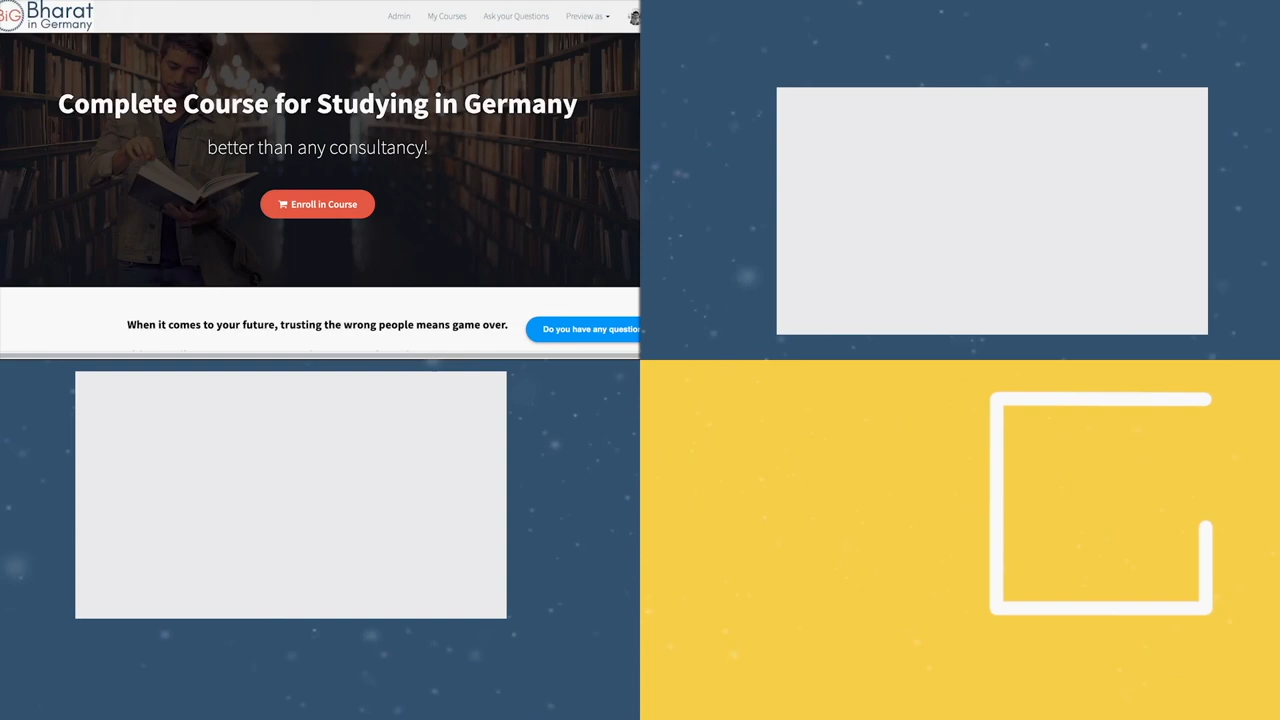 BiG Bharat
in Germany
Admin My Courses Ask your Questions Preview as
Complete Course for Studying in Germany
better than any consultancy!
Enroll in Course
When it comes to your future, trusting the wrong people means game over.
Do you have any